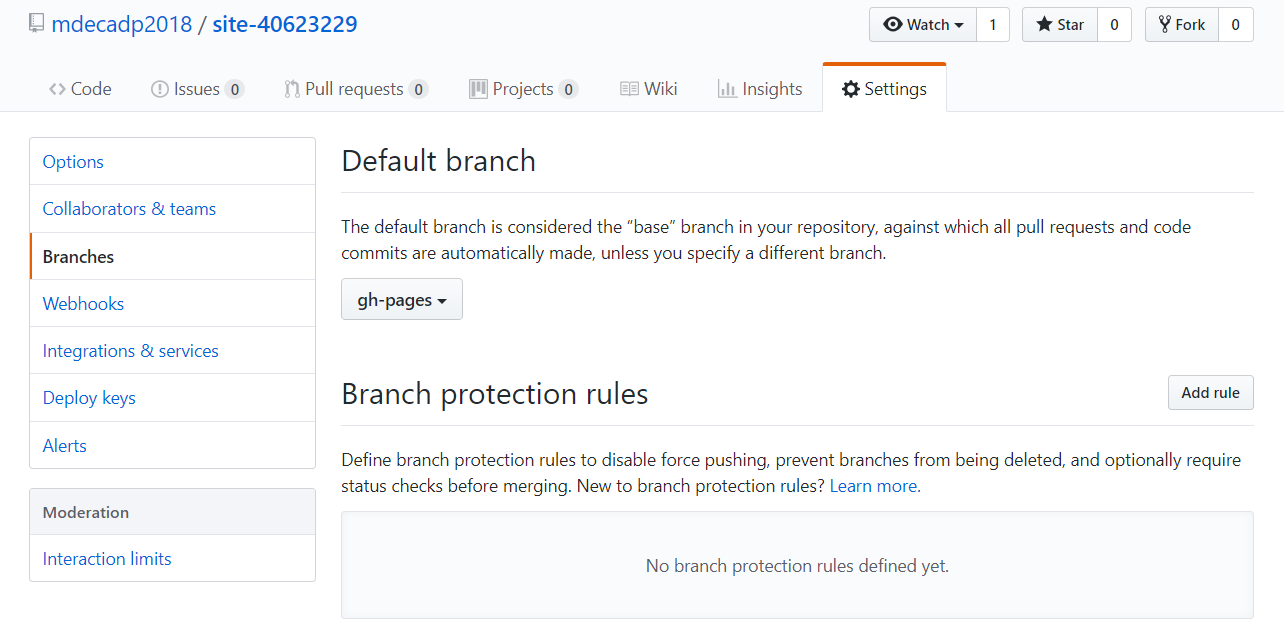 mdecadp2018 / site-40623229
Watch 1 Star 0 Fork 0
Code Issues 0 Pull requests 0 Projects 0 Wiki Insights Settings
Options
Collaborators & teams
Branches
Webhooks
Integrations & services
Deploy keys
Alerts
Moderation
Interaction limits
Default branch
The default branch is considered the “base” branch in your repository, against which all pull requests and code
commits are automatically made, unless you specify a different branch.
gh-pages
Branch protection rules
Add rule
Define branch protection rules to disable force pushing, prevent branches from being deleted, and optionally require
status checks before merging. New to branch protection rules? Learn more.
No branch protection rules defined yet.